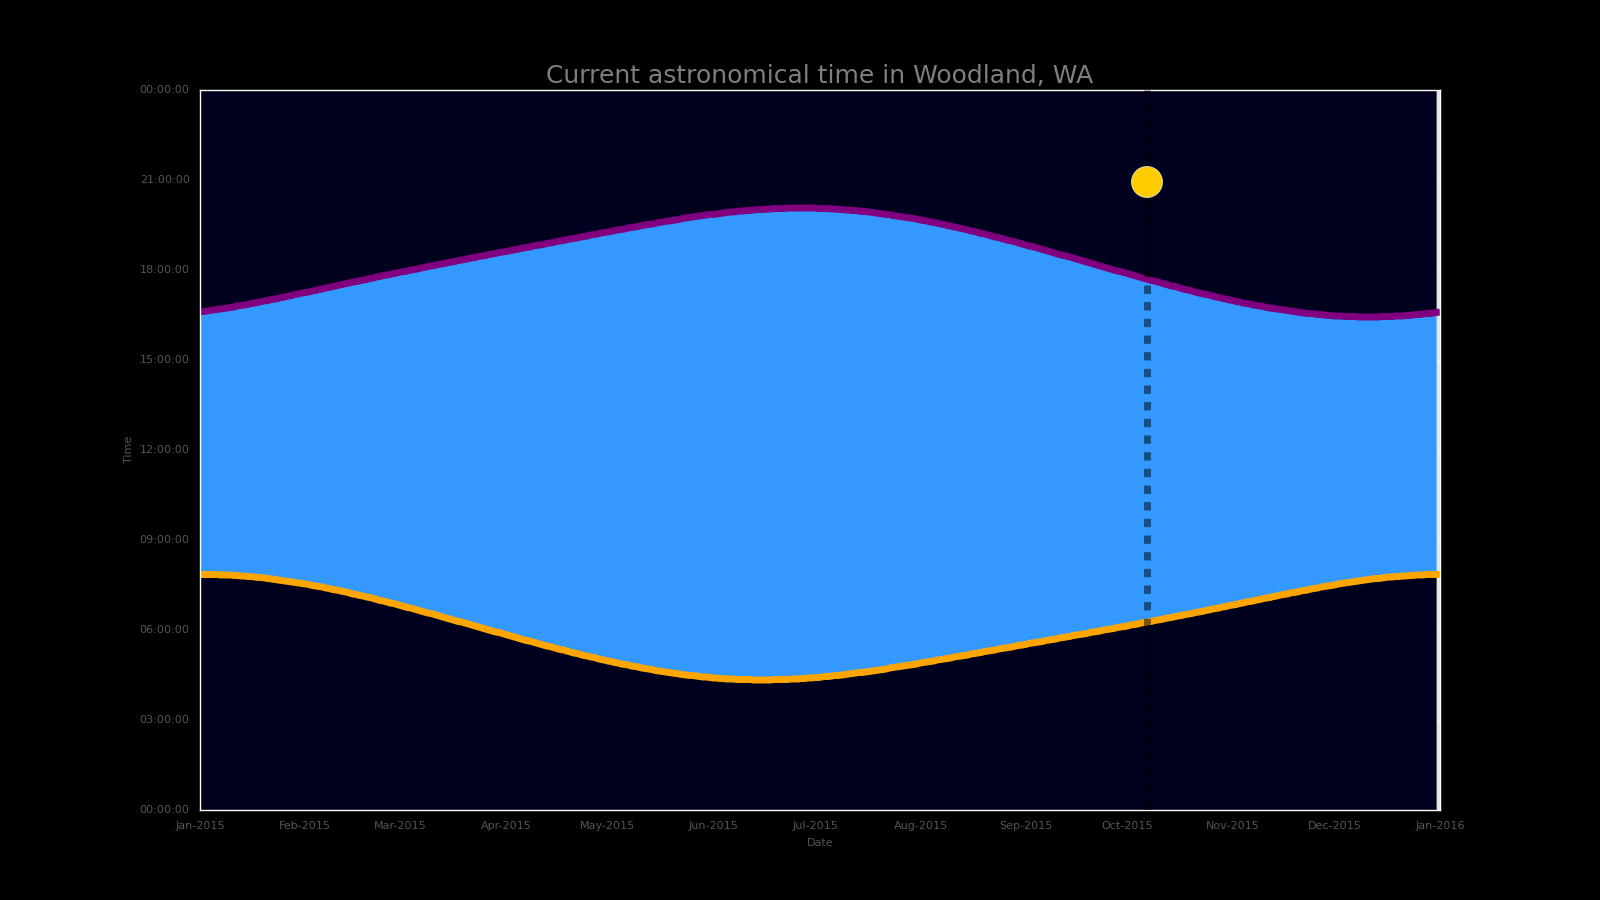 Current astronomical time in Woodland, WA
00:00:00
21:00:00
18:00:00
15:00:00
12:00:00
09:00:00
06:00:00
03:00:00
00:00:00
Time
Jan-2015 Feb-2015 Mar-2015 Apr-2015 May-2015 Jun-2015 Jul-2015 Aug-2015 Sep-2015 Oct-2015 Nov-2015 Dec-2015 Jan-2016
Date